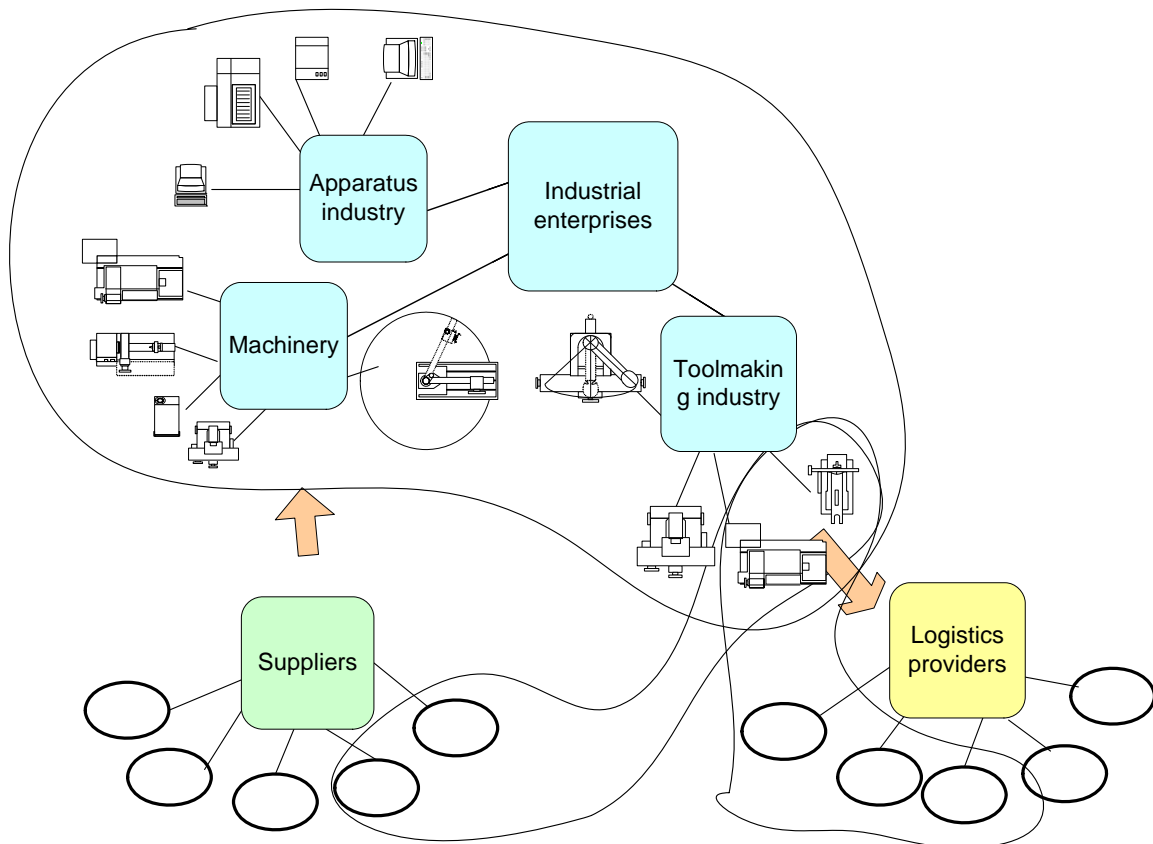 Apparatus
industry
Industrial
enterprises
Machinery
Toolmakin
g industry
Suppliers
Logistics
providers